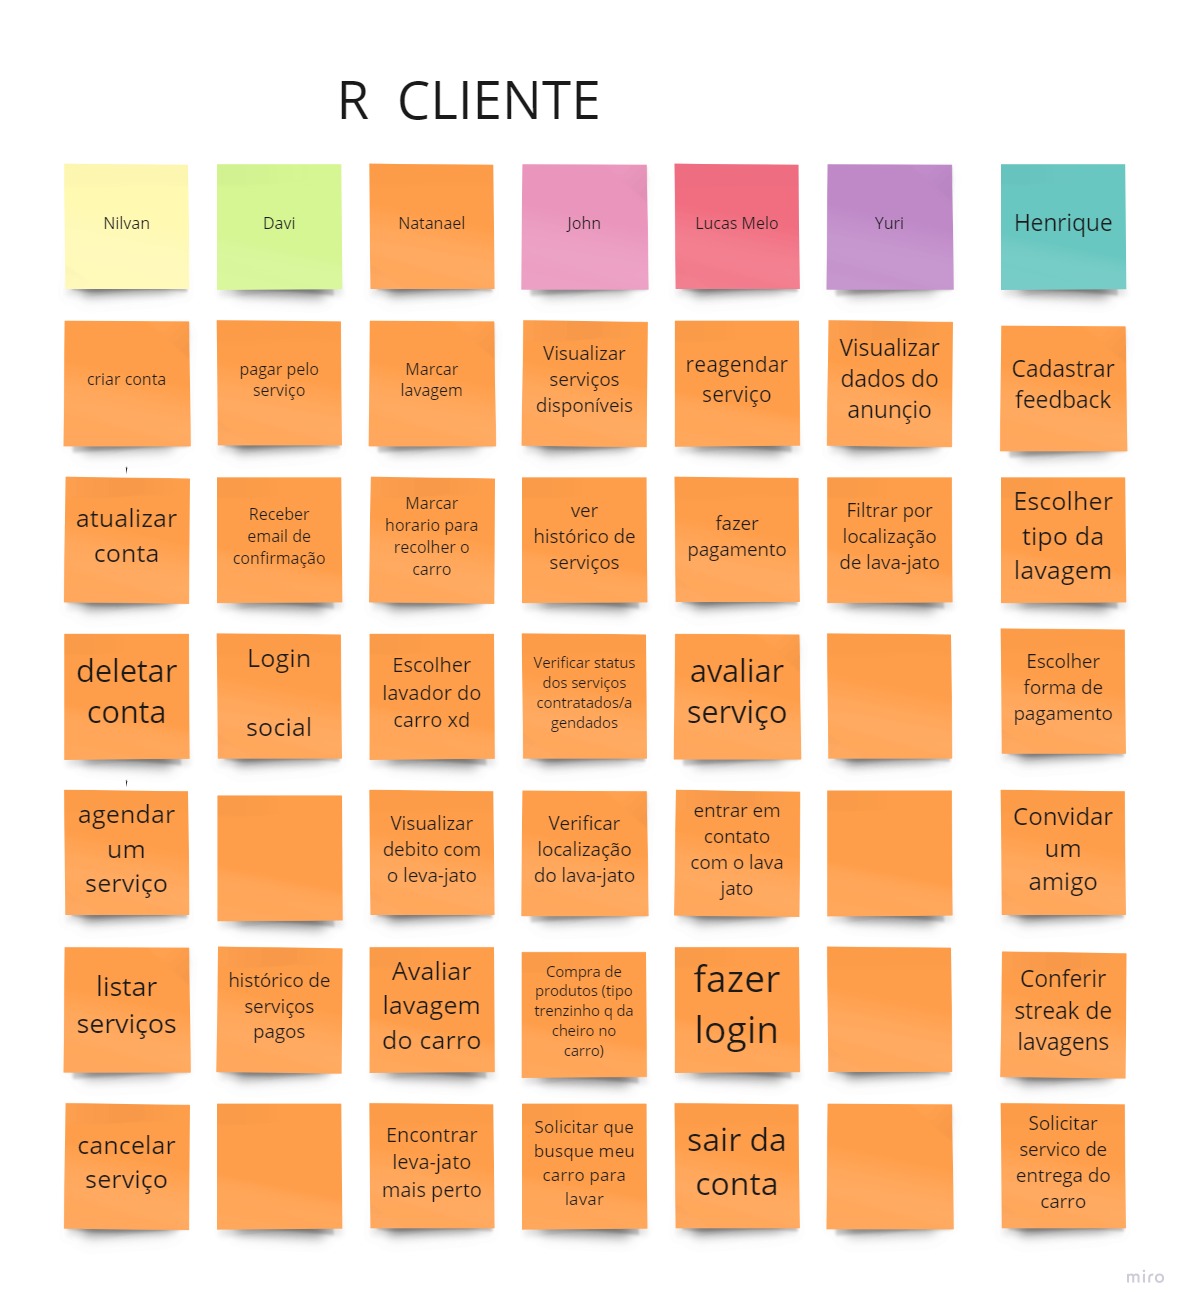 R CLIENTE
Nilvan
Davi
Natanael
John
Lucas Melo
Yuri
Henrique
criar conta
pagar pelo
serviço
Marcar
lavagem
Visualizar
serviços
disponíveis
reagendar
serviço
Visualizar
dados do
anunçio
Cadastrar
feedback
atualizar
conta
Receber
email de
confirmação
Marcar
horario para
recolher o
carro
ver
histórico de
serviços
fazer
pagamento
Filtrar por
localização
de lava-jato
Escolher
tipo da
lavagem
deletar
conta
Login
social
Escolher
lavador do
carro xd
Verificar status
dos serviços
contratados/a
gendados
avaliar
serviço
Escolher
forma de
pagamento
agendar
um
serviço
Visualizar
debito com
o leva-jato
Verificar
localização
do lava-jato
entrar em
contato
com o lava
jato
Convidar
um
amigo
listar
serviços
histórico de
serviços
pagos
Avaliar
lavagem
do carro
Compra de
produtos (tipo
trenzinho q da
cheiro no
carro)
fazer
login
Conferir
streak de
lavagens
cancelar
serviço
Encontrar
leva-jato
mais perto
Solicitar que
busque meu
carro para
lavar
sair da
conta
Solicitar
servico de
entrega do
carro
miro